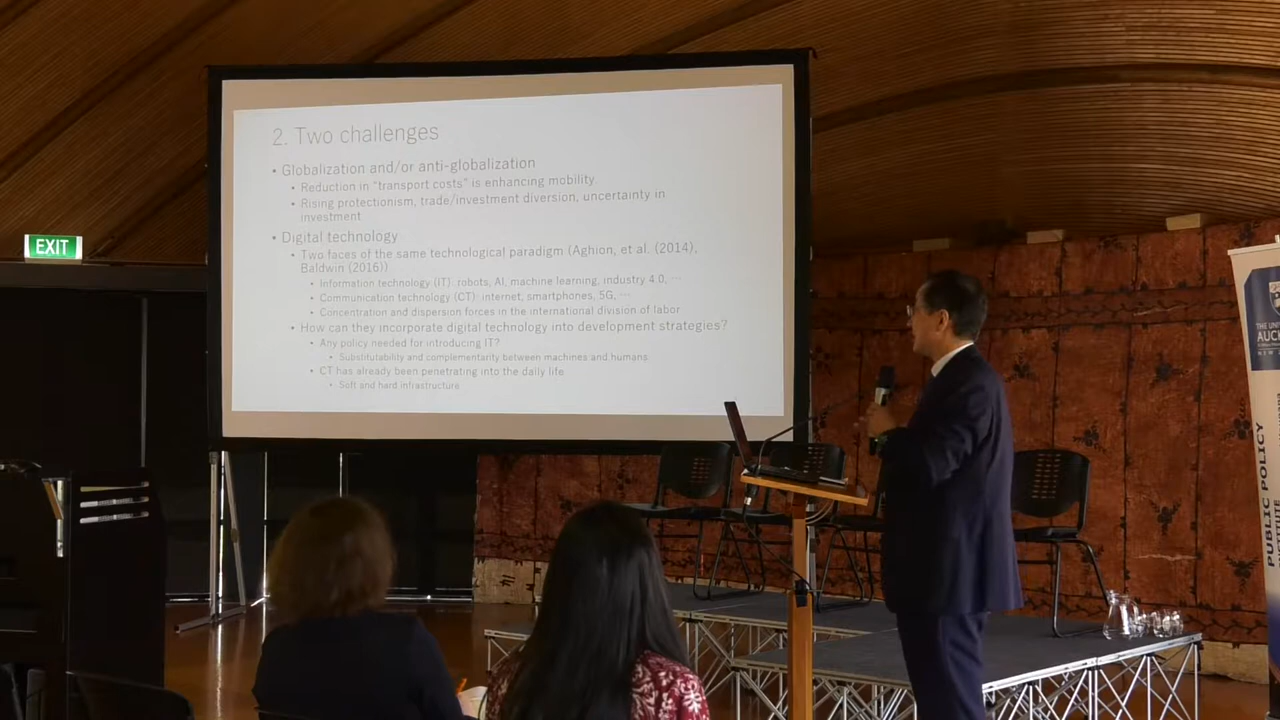 2. Two challenges
• Globalization and/or anti-globalization
• Reduction in "transport costs" is enhancing mobility.
• Rising protectionism, trade/investment diversion, uncertainty in
investment
• Digital technology
• Two faces of the same technological paradigm (Aghion, et al. (2014),
Baldwin (2016))
• Information technology (IT): robots, AI, machine learning, industry 4.0, …
• Communication technology (CT): internet, smartphones, 5G, …
• Concentration and dispersion forces in the international division of labor
• How can they incorporate digital technology into development strategies?
• Any policy needed for introducing IT?
• Substitutability and complementarity between machines and humans
• CT has already been penetrating into the daily life
• Soft and hard infrastructure
EXIT
THE UNI
AUCK
PUBLIC POLICY